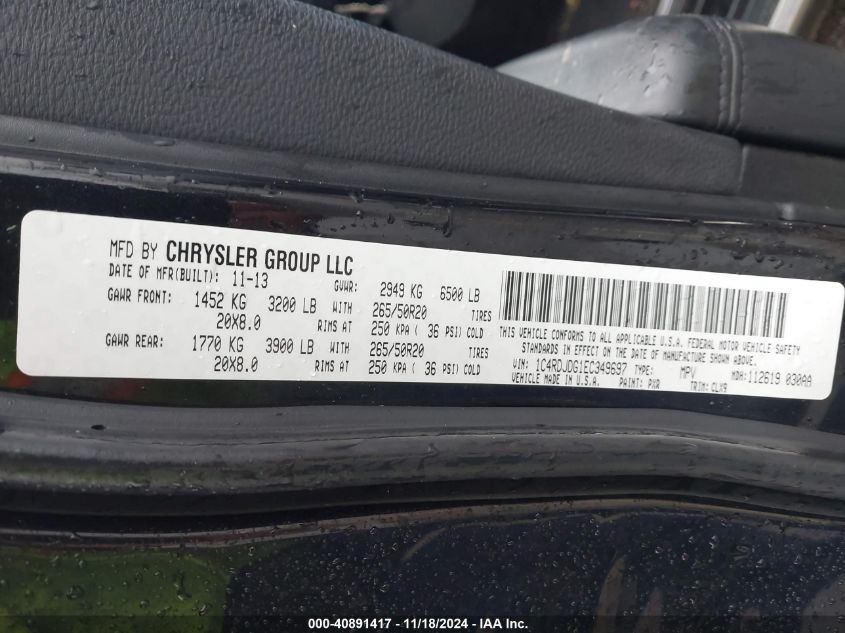 MFD BY CHRYSLER GROUP LLC
DATE OF MFR(BUILT): 11-13 GVWR: 2949 KG 6500 LB
GAWR FRONT: 1452 KG 3200 LB WITH 265/50R20 TIRES
20X8.0 RIMS AT 250 KPA ( 36 PSI) COLD
GAWR REAR: 1770 KG 3900 LB WITH 265/50R20 TIRES
20X8.0 RIMS AT 250 KPA ( 36 PSI) COLD
THIS VEHICLE CONFORMS TO ALL APPLICABLE U.S.A. FEDERAL MOTOR VEHICLE SAFETY
STANDARDS IN EFFECT ON THE DATE OF MANUFACTURE SHOWN ABOVE.
VIN: 1C4RDJDG1EC349697 TYPE: MPV MDH: 112619 030AA
VEHICLE MADE IN U.S.A. PAINT: PXR TRIM: CLX9
000-40891417 - 11/18/2024 - IAA Inc.